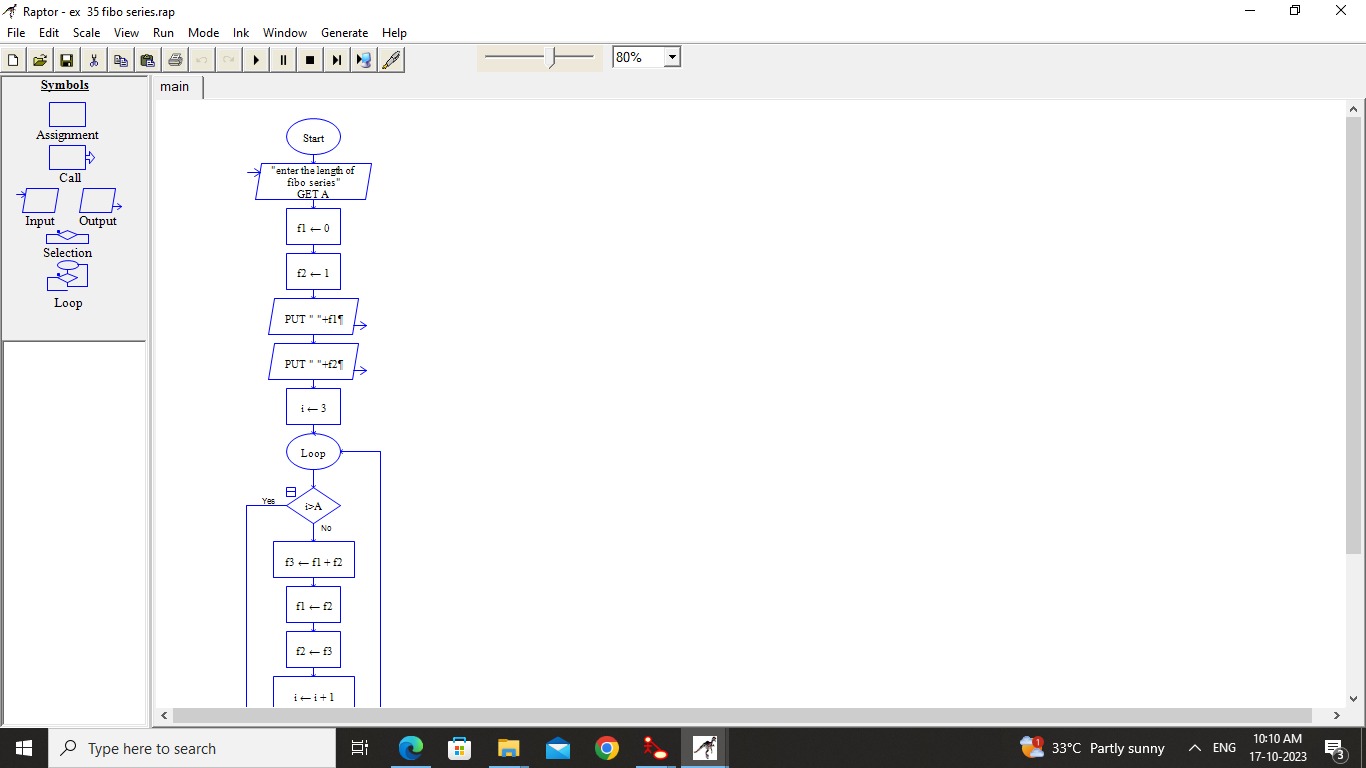 Raptor - ex  35 fibo series.rap
File Edit Scale View Run Mode Ink Window Generate Help
80%
Symbols
Assignment
Call
Input Output
Selection
Loop
main
Start
"enter the length of
fibo series"
GET A
f1 ← 0
f2 ← 1
PUT " "+f1¶
PUT " "+f2¶
i ← 3
Loop
Yes
i>A
No
f3 ← f1 + f2
f1 ← f2
f2 ← f3
i ← i + 1
Type here to search
1
33°C Partly sunny
ENG
10:10 AM
17-10-2023
3